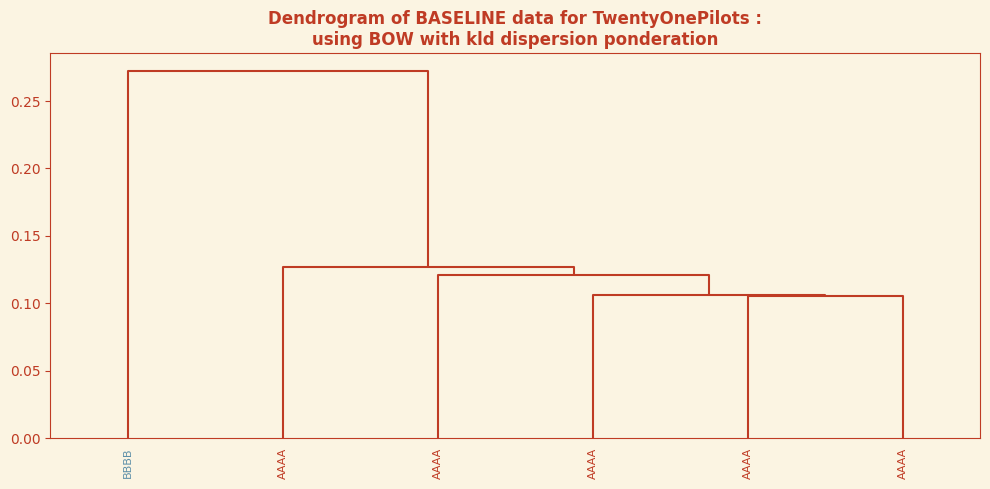 Dendrogram of BASELINE data for TwentyOnePilots :
using BOW with kld dispersion ponderation
0.25
0.20
0.15
0.10
0.05
0.00
BBBB
AAAA
AAAA
AAAA
AAAA
AAAA